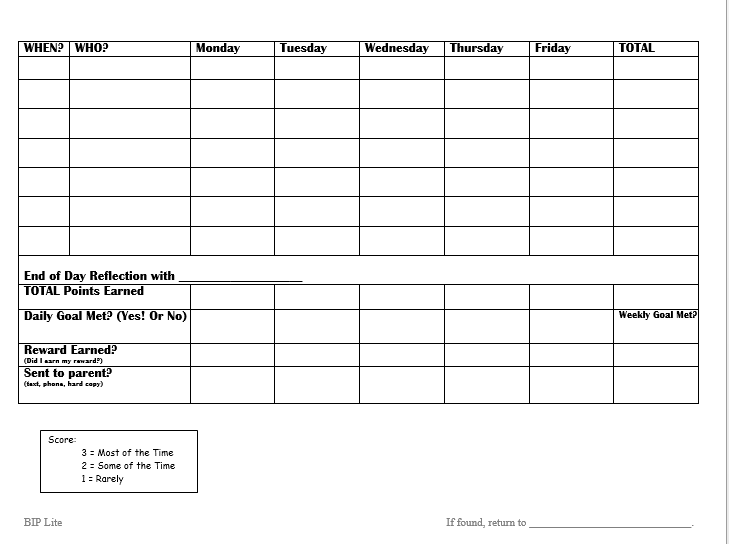 WHEN? WHO? Monday Tuesday Wednesday Thursday Friday TOTAL
End of Day Reflection with ____________________
TOTAL Points Earned
Daily Goal Met? (Yes! Or No) Weekly Goal Met?
Reward Earned?
(Did I earn my reward?)
Sent to parent?
(text, phone, hard copy)
Score:
3 = Most of the Time
2 = Some of the Time
1 = Rarely
BIP Lite If found, return to ______________________________.